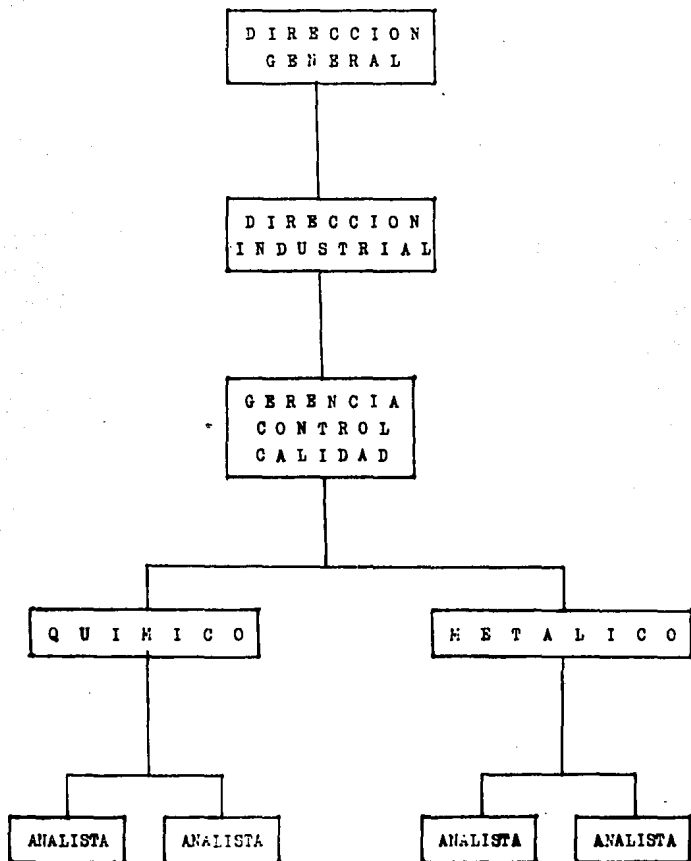 DIRECCION
GENERAL
DIRECCION
INDUSTRIAL
GERENCIA
CONTROL
CALIDAD
QUIMICO
METALICO
ANALISTA
ANALISTA
ANALISTA
ANALISTA